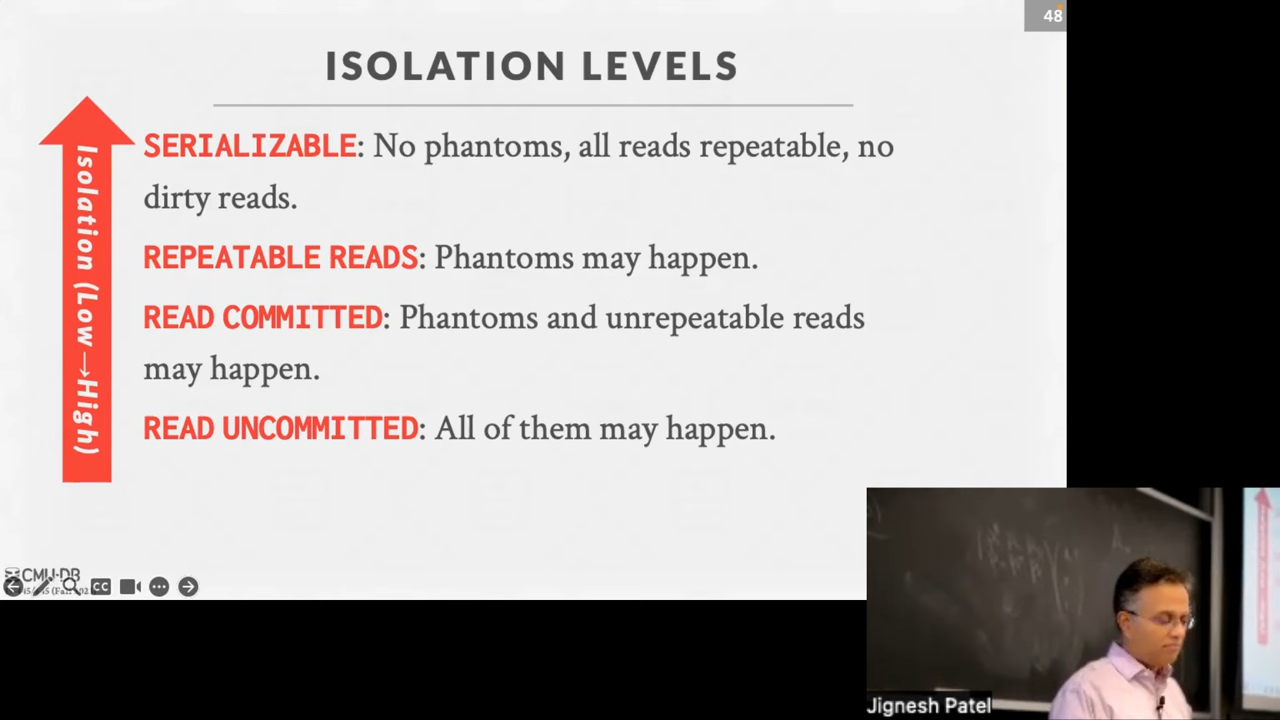 48
ISOLATION LEVELS
SERIALIZABLE: No phantoms, all reads repeatable, no
dirty reads.
REPEATABLE READS: Phantoms may happen.
READ COMMITTED: Phantoms and unrepeatable reads
may happen.
READ UNCOMMITTED: All of them may happen.
Isolation (Low→High)
CMU·DB
CC
Jignesh Patel